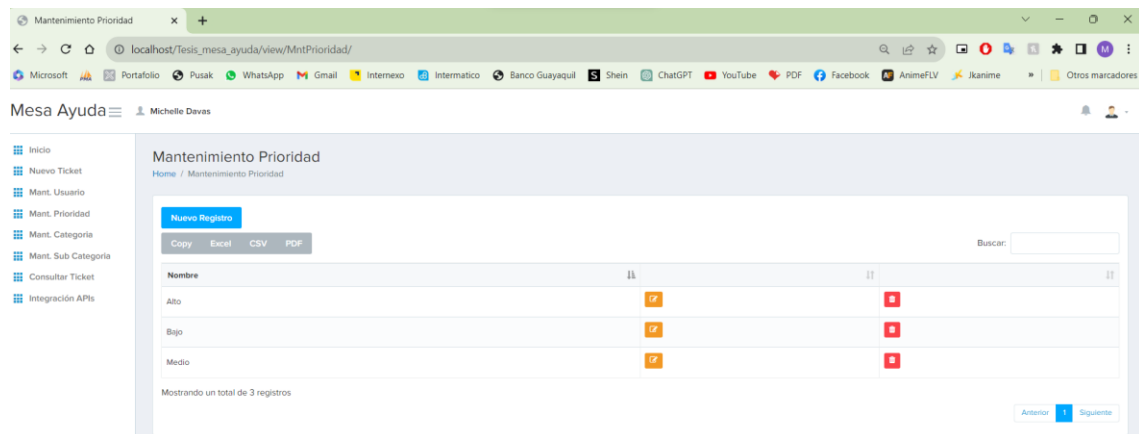 Mantenimiento Prioridad
localhost/Tesis_mesa_ayuda/view/MntPrioridad/
Microsoft Portafolio Pusak WhatsApp Gmail Internexo Intermatico Banco Guayaquil Shein ChatGPT YouTube PDF Facebook AnimeFLV Jkanime » Otros marcadores
Mesa Ayuda Michelle Davas
Inicio
Nuevo Ticket
Mant. Usuario
Mant. Prioridad
Mant. Categoria
Mant. Sub Categoria
Consultar Ticket
Integración APIs
Mantenimiento Prioridad
Home / Mantenimiento Prioridad
Nuevo Registro
Copy Excel CSV PDF
Buscar:
Nombre
Alto
Bajo
Medio
Mostrando un total de 3 registros
Anterior 1 Siguiente